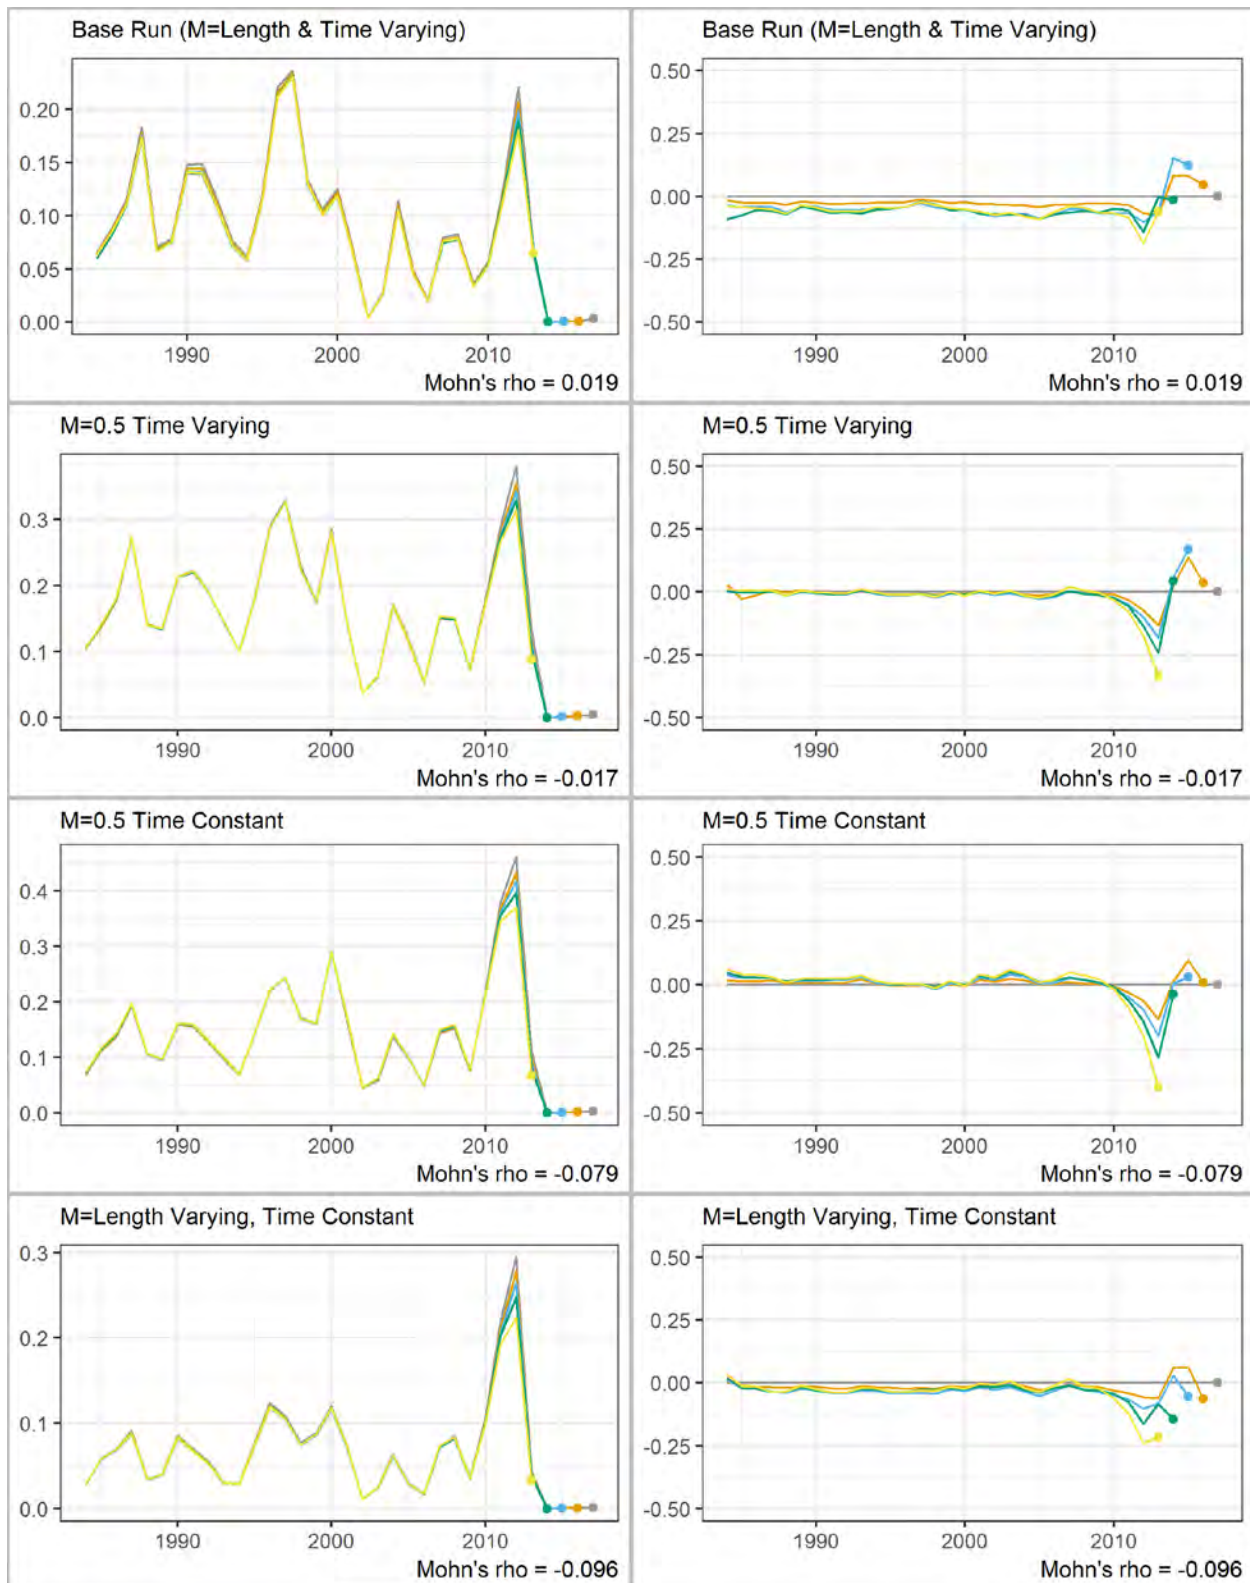 Base Run (M=Length & Time Varying)
0.20
0.15
0.10
0.05
0.00
1990 2000 2010
Mohn's rho = 0.019
Base Run (M=Length & Time Varying)
0.50
0.25
0.00
-0.25
-0.50
1990 2000 2010
Mohn's rho = 0.019
M=0.5 Time Varying
0.3
0.2
0.1
0.0
1990 2000 2010
Mohn's rho = -0.017
M=0.5 Time Varying
0.50
0.25
0.00
-0.25
-0.50
1990 2000 2010
Mohn's rho = -0.017
M=0.5 Time Constant
0.4
0.3
0.2
0.1
0.0
1990 2000 2010
Mohn's rho = -0.079
M=0.5 Time Constant
0.50
0.25
0.00
-0.25
-0.50
1990 2000 2010
Mohn's rho = -0.079
M=Length Varying, Time Constant
0.3
0.2
0.1
0.0
1990 2000 2010
Mohn's rho = -0.096
M=Length Varying, Time Constant
0.50
0.25
0.00
-0.25
-0.50
1990 2000 2010
Mohn's rho = -0.096